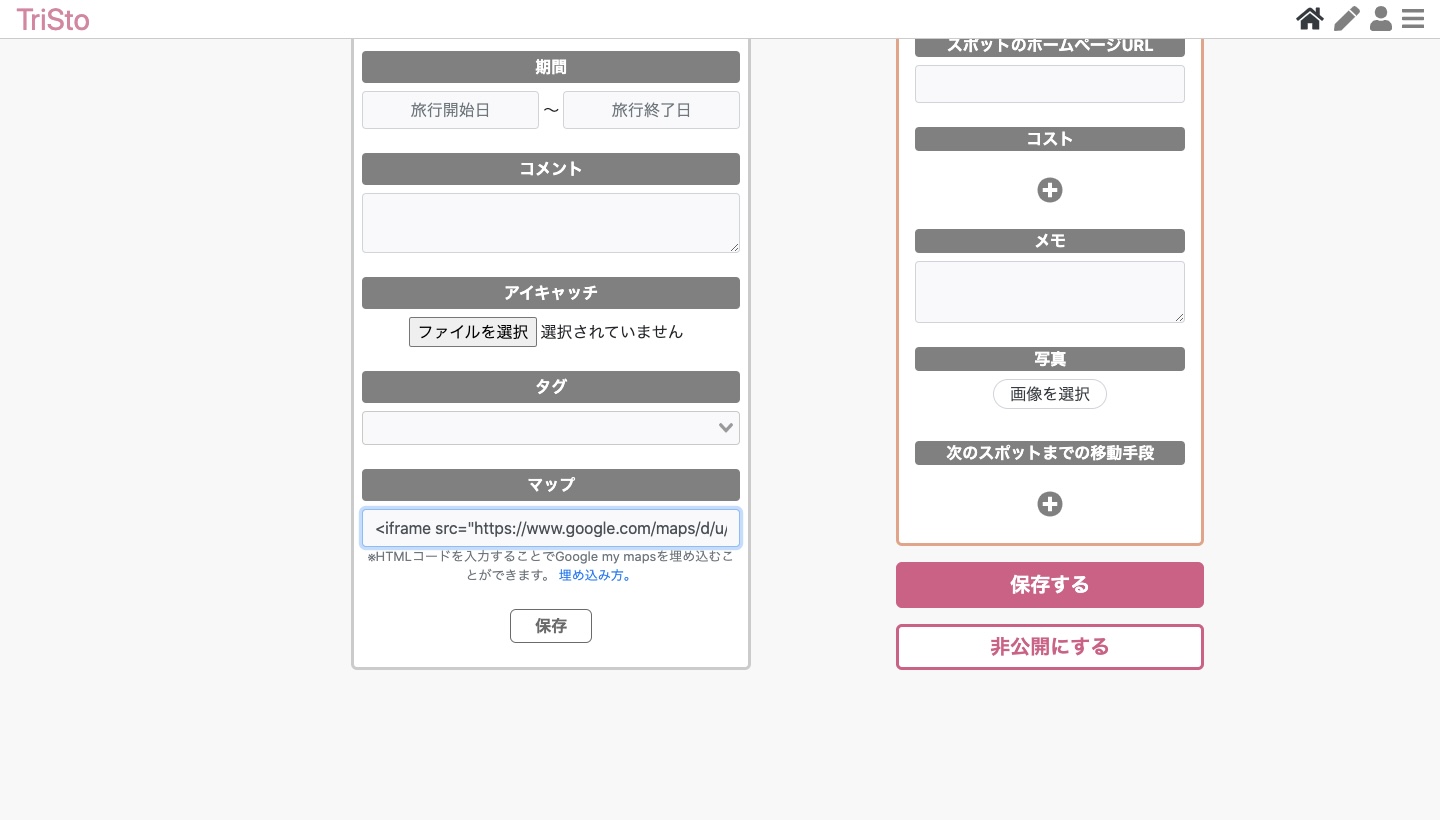 TriSto
期間
旅行開始日 〜 旅行終了日
コメント
アイキャッチ
ファイルを選択 選択されていません
タグ
マップ
<iframe src="https://www.google.com/maps/d/u/
※HTMLコードを入力することでGoogle my mapsを埋め込むこ
とができます。 埋め込み方。
保存
スポットのホームページURL
コスト
メモ
写真
画像を選択
次のスポットまでの移動手段
保存する
非公開にする